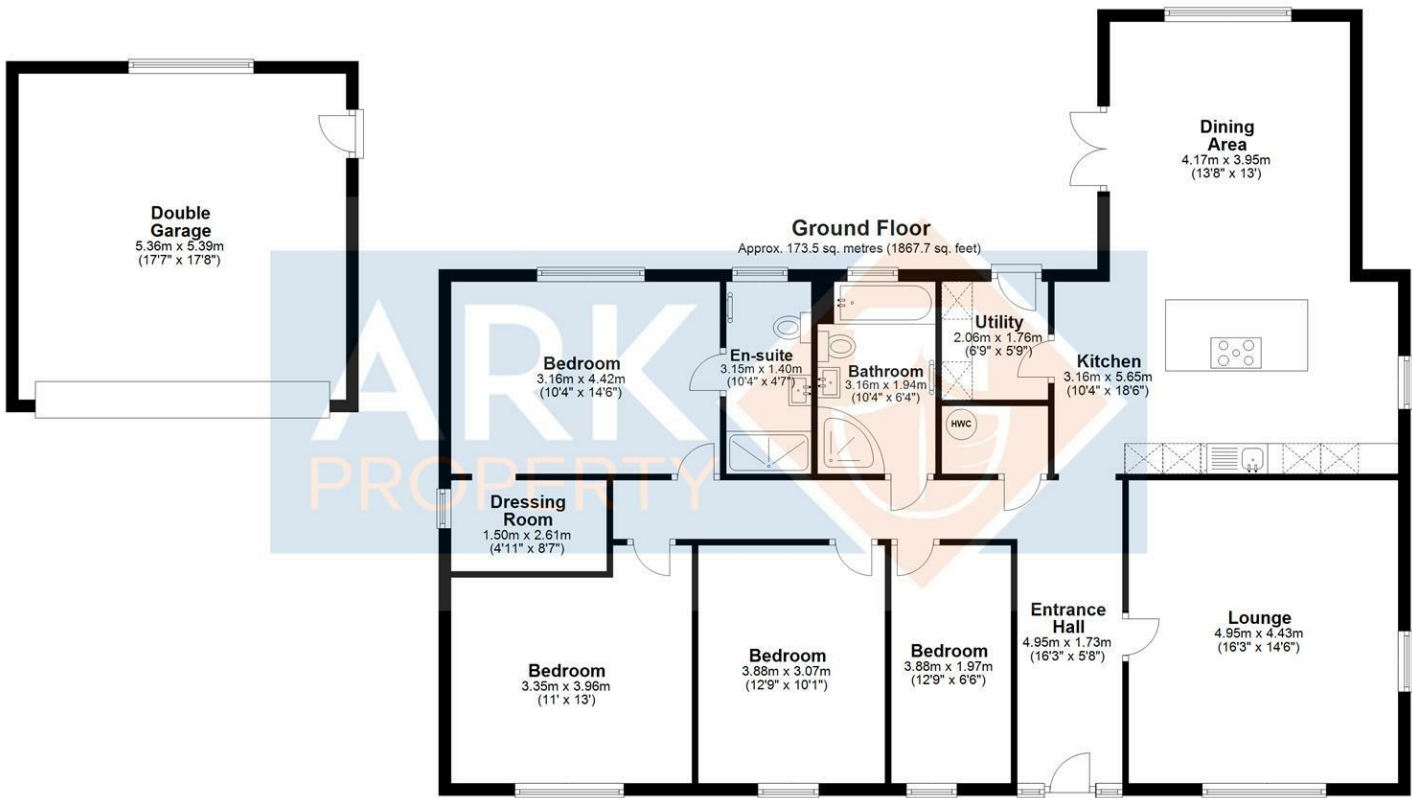 Dining
Area
4.17m x 3.95m
(13'8" x 13')
Double
Garage
5.36m x 5.39m
(17'7" x 17'8")
Ground Floor
Approx. 173.5 sq. metres (1867.7 sq. feet)
ARK
PROPERTY
Bedroom
3.16m x 4.42m
(10'4" x 14'6")
En-suite
3.15m x 1.40m
(10'4" x 4'7")
Bathroom
3.16m x 1.94m
(10'4" x 6'4")
Utility
2.06m x 1.76m
(6'9" x 5'9")
Kitchen
3.16m x 5.65m
(10'4" x 18'6")
HWC
Dressing
Room
1.50m x 2.61m
(4'11" x 8'7")
Bedroom
3.35m x 3.96m
(11' x 13')
Bedroom
3.88m x 3.07m
(12'9" x 10'1")
Bedroom
3.88m x 1.97m
(12'9" x 6'6")
Entrance
Hall
4.95m x 1.73m
(16'3" x 5'8")
Lounge
4.95m x 4.43m
(16'3" x 14'6")